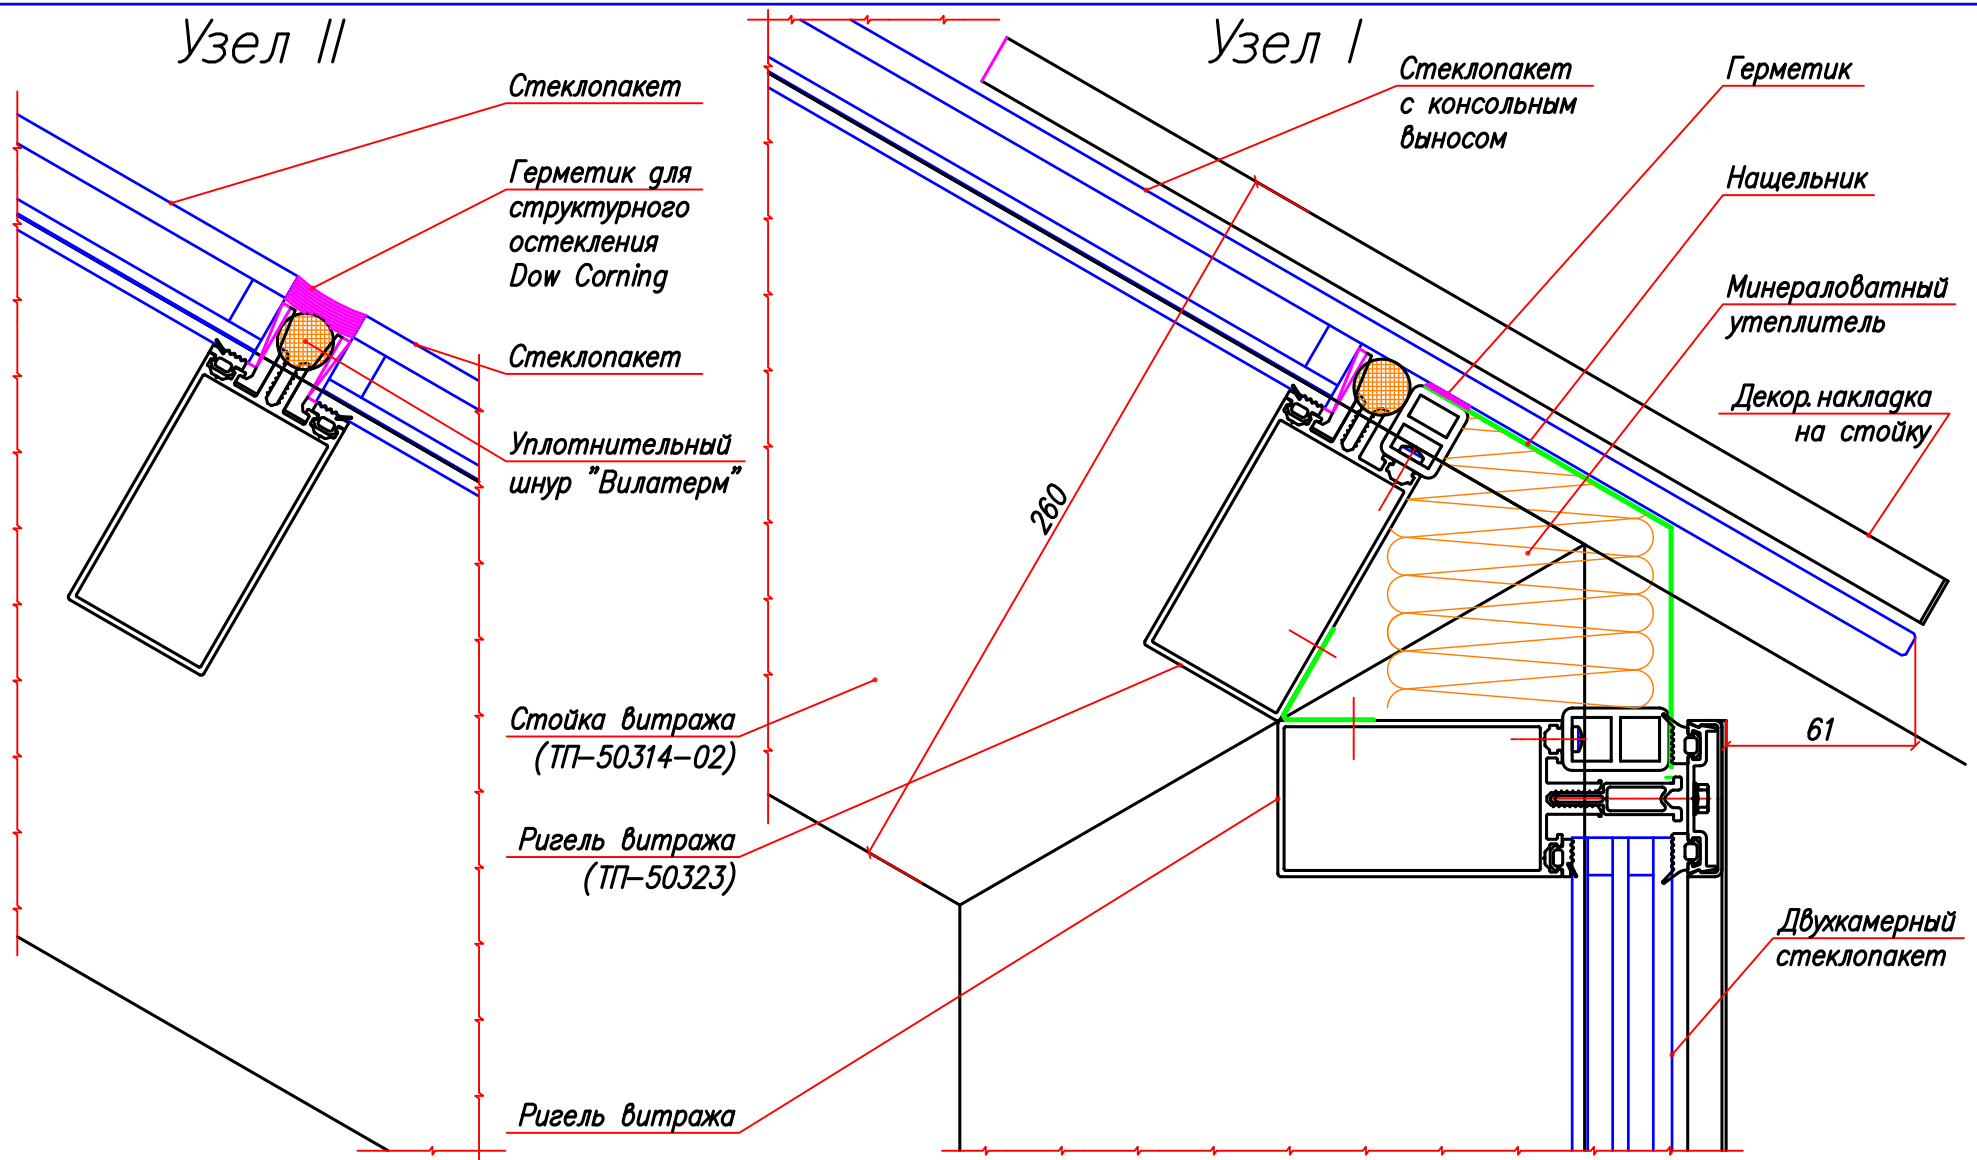 Узел II
Стеклопакет
Герметик для
структурного
остекления
Dow Corning
Стеклопакет
Уплотнительный
шнур "Вилатерм"
Стойка витража
(ТП-50314-02)
Ригель витража
(ТП-50323)
Ригель витража
Узел I
Стеклопакет
с консольным
выносом
Герметик
Нащельник
Минераловатный
утеплитель
Декор. накладка
на стойку
260
61
Двухкамерный
стеклопакет